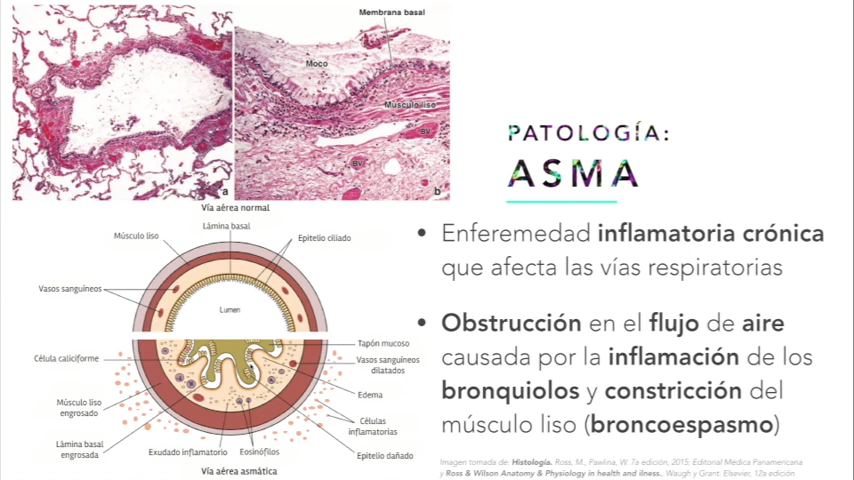 Membrana basal
Moco
Músculo liso
BV
BV
a
b
Vía aérea normal
Lámina basal
Músculo liso
Epitelio ciliado
Vasos sanguíneos
Lumen
Célula caliciforme
Tapón mucoso
Vasos sanguíneos
dilatados
Edema
Músculo liso
engrosado
Células
inflamatorias
Lámina basal
engrosada
Exudado inflamatorio
Eosinófilos
Epitelio dañado
Vía aérea asmática
PATOLOGÍA:
ASMA
• Enferemedad inflamatoria crónica
que afecta las vías respiratorias
• Obstrucción en el flujo de aire
causada por la inflamación de los
bronquiolos y constricción del
músculo liso (broncoespasmo)
Imagen tomada de: Histología. Ross, M., Pawlina, W. 7a edición, 2015; Editorial Médica Panamericana
y Ross & Wilson Anatomy & Physiology in health and ilness., Waugh y Grant. Elsevier, 12a edición